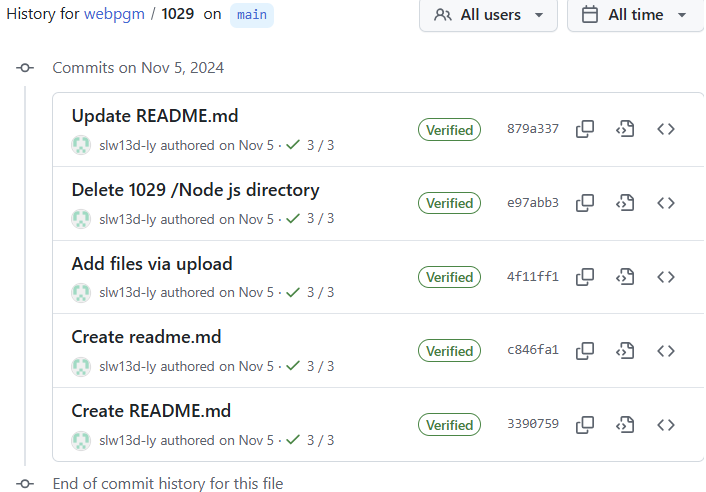 History for webpgm / 1029 on main
All users
All time
Commits on Nov 5, 2024
Update README.md
slw13d-ly authored on Nov 5 · 3 / 3
Verified
879a337
Delete 1029 /Node js directory
slw13d-ly authored on Nov 5 · 3 / 3
Verified
e97abb3
Add files via upload
slw13d-ly authored on Nov 5 · 3 / 3
Verified
4f11ff1
Create readme.md
slw13d-ly authored on Nov 5 · 3 / 3
Verified
c846fa1
Create README.md
slw13d-ly authored on Nov 5 · 3 / 3
Verified
3390759
End of commit history for this file